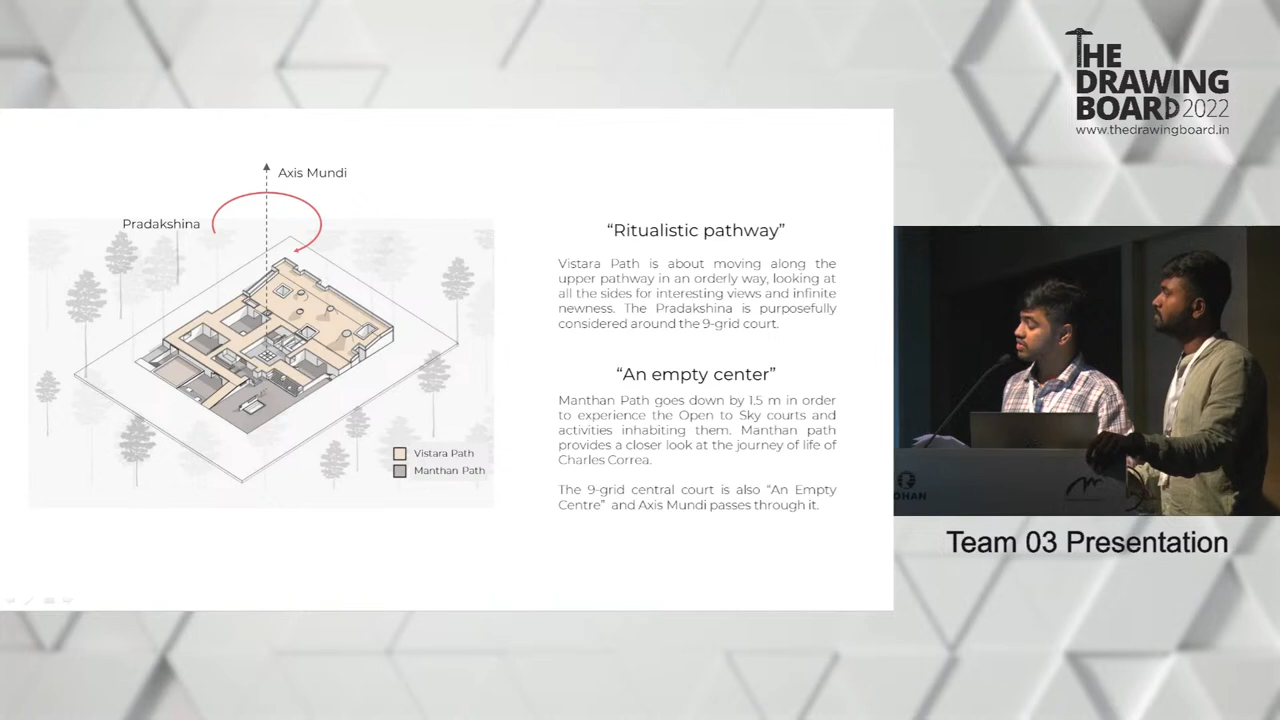 THE
DRAWING
BOARD 2022
www.thedrawingboard.in
Axis Mundi
Pradakshina
Vistara Path
Manthan Path
“Ritualistic pathway”
Vistara Path is about moving along the
upper pathway in an orderly way, looking at
all the sides for interesting views and infinite
newness. The Pradakshina is purposefully
considered around the 9-grid court.
“An empty center”
Manthan Path goes down by 1.5 m in order
to experience the Open to Sky courts and
activities inhabiting them. Manthan path
provides a closer look at the journey of life of
Charles Correa.
The 9-grid central court is also “An Empty
Centre” and Axis Mundi passes through it.
DHAN
Team 03 Presentation